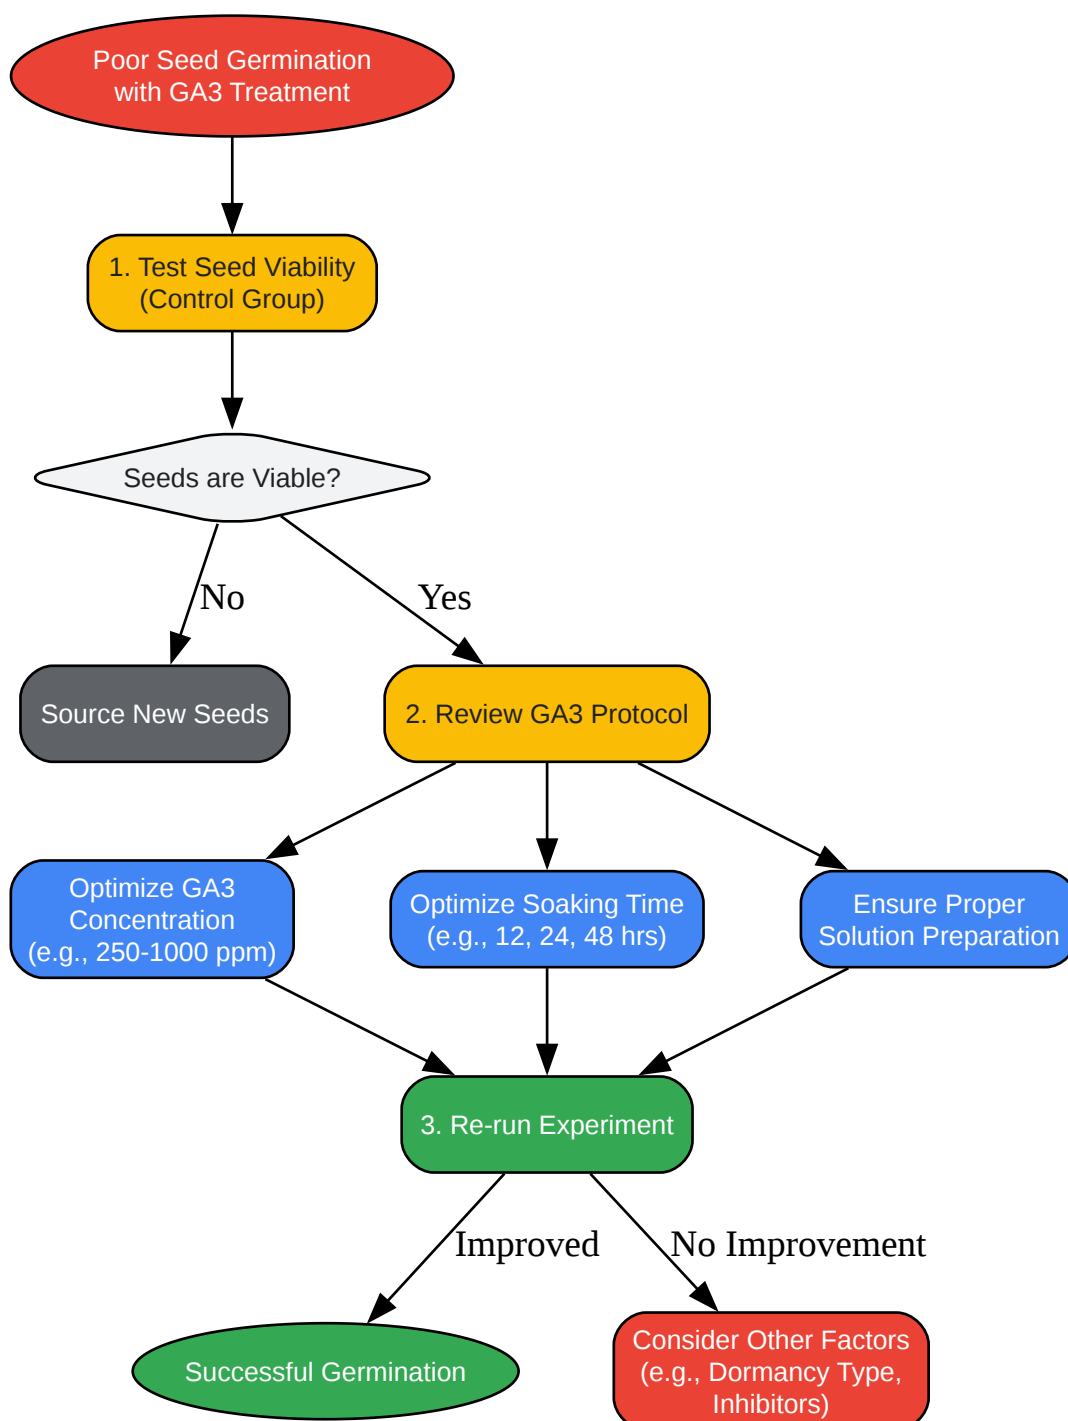 Poor Seed Germination
with GA3 Treatment
1. Test Seed Viability
(Control Group)
Seeds are Viable?
No
Yes
Source New Seeds
2. Review GA3 Protocol
Optimize GA3
Concentration
(e.g., 250-1000 ppm)
Optimize Soaking Time
(e.g., 12, 24, 48 hrs)
Ensure Proper
Solution Preparation
3. Re-run Experiment
Improved
No Improvement
Successful Germination
Consider Other Factors
(e.g., Dormancy Type,
Inhibitors)